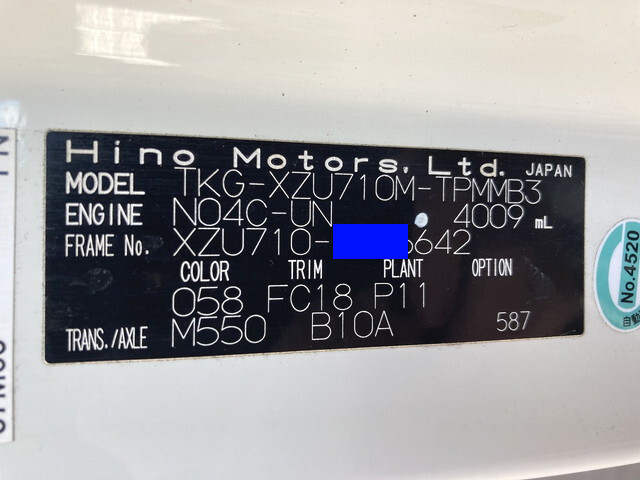 Hino Motors, Ltd. JAPAN
MODEL TKG-XZU710M-TPMMB3
ENGINE N04C-UN 4009 mL
FRAME No. XZU710- 6642
COLOR TRIM PLANT OPTION
058 FC18 P11
TRANS./AXLE M550 B10A 587
No.4520